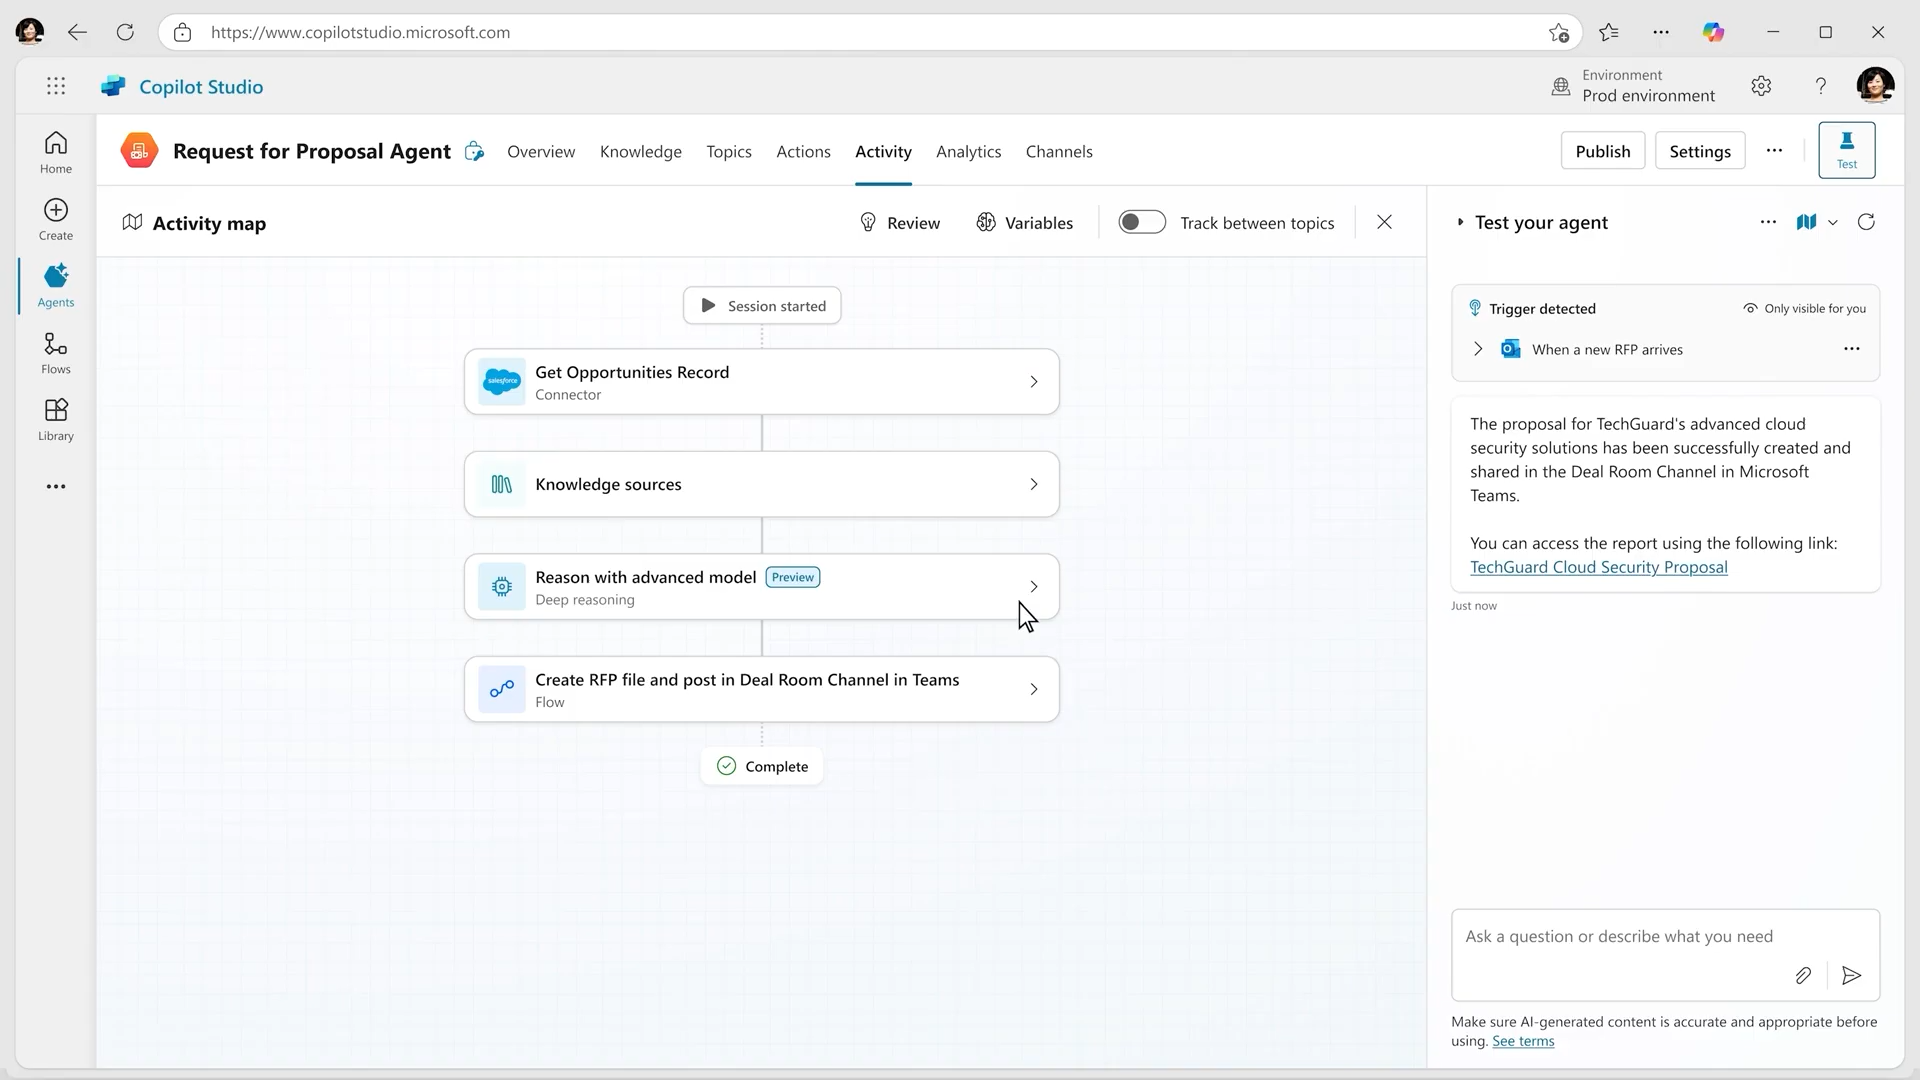 https://www.copilotstudio.microsoft.com
Copilot Studio
Environment
Prod environment
Home
Create
Agents
Flows
Library
Request for Proposal Agent
Overview
Knowledge
Topics
Actions
Activity
Analytics
Channels
Publish
Settings
Test
Activity map
Review
Variables
Track between topics
Session started
salesforce
Get Opportunities Record
Connector
Knowledge sources
Reason with advanced model
Preview
Deep reasoning
Create RFP file and post in Deal Room Channel in Teams
Flow
Complete
Test your agent
Trigger detected
Only visible for you
When a new RFP arrives
The proposal for TechGuard's advanced cloud
security solutions has been successfully created and
shared in the Deal Room Channel in Microsoft
Teams.
You can access the report using the following link:
TechGuard Cloud Security Proposal
Just now
Ask a question or describe what you need
Make sure AI-generated content is accurate and appropriate before
using. See terms